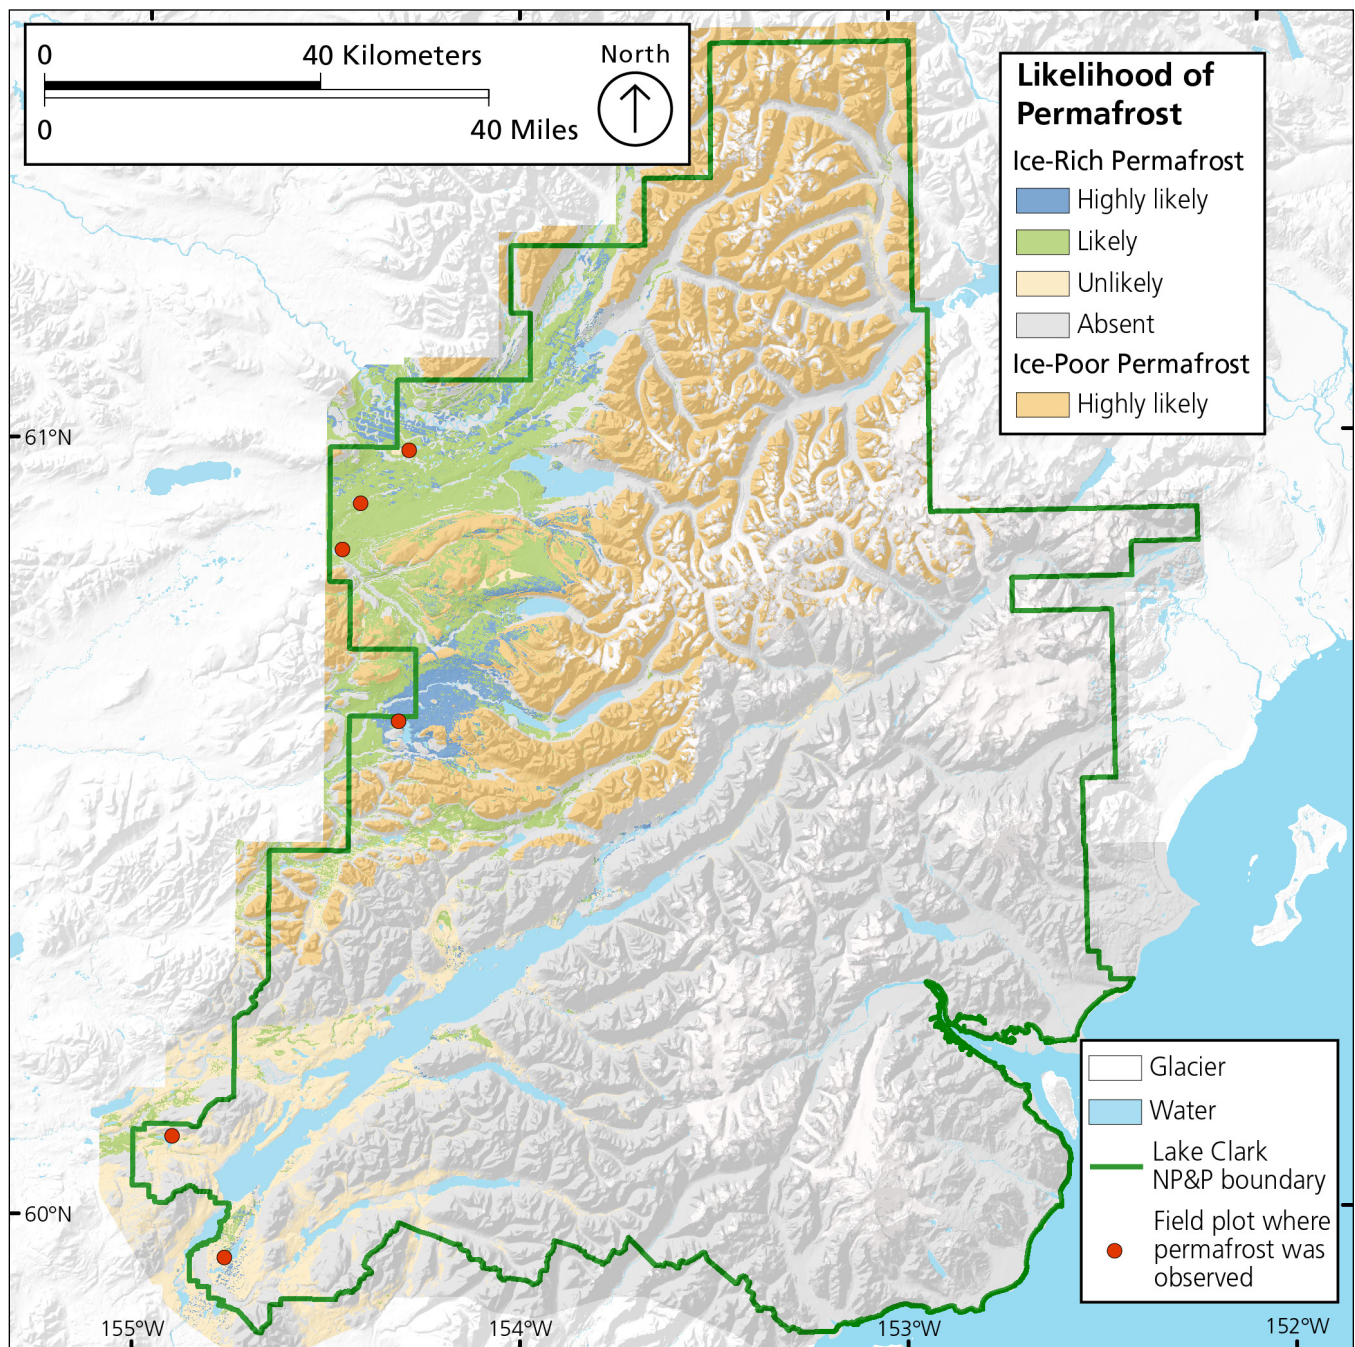 0 40 Kilometers
0 40 Miles
North
Likelihood of
Permafrost
Ice-Rich Permafrost
Highly likely
Likely
Unlikely
Absent
Ice-Poor Permafrost
Highly likely
61°N
60°N
Glacier
Water
Lake Clark
NP&P boundary
Field plot where
permafrost was
observed
155°W 154°W 153°W 152°W